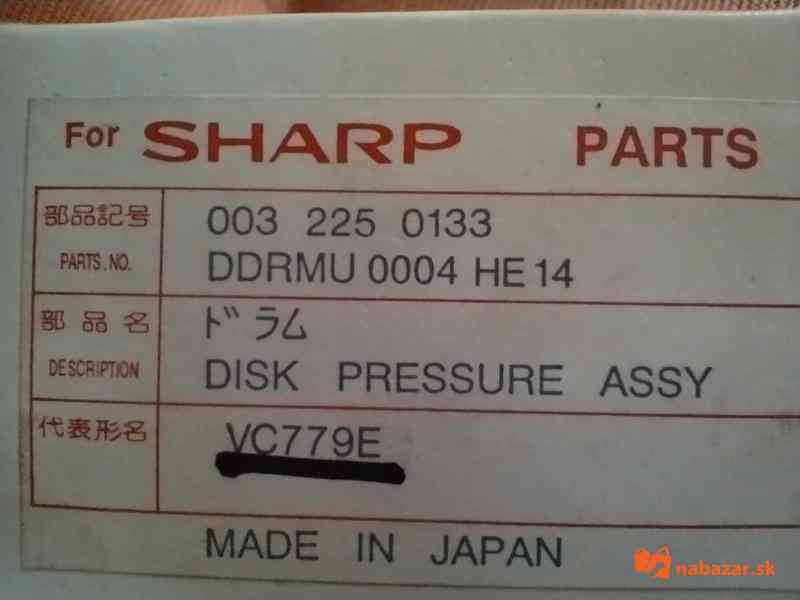 For SHARP PARTS
部品記号 003 225 0133
PARTS.NO. DDRMU 0004 HE14
部品名 ﾄﾞﾗﾑ
DESCRIPTION DISK PRESSURE ASSY
代表形名 VC779E
MADE IN JAPAN
nabazar.sk